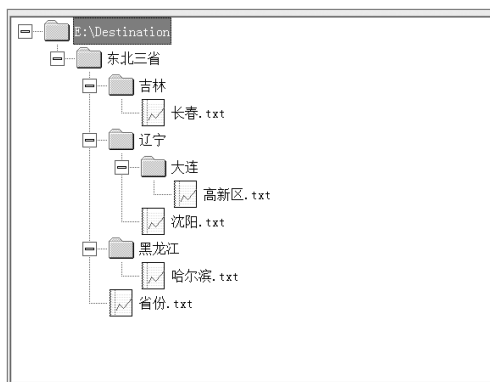 E:\Destination
东北三省
吉林
长春.txt
辽宁
大连
高新区.txt
沈阳.txt
黑龙江
哈尔滨.txt
省份.txt